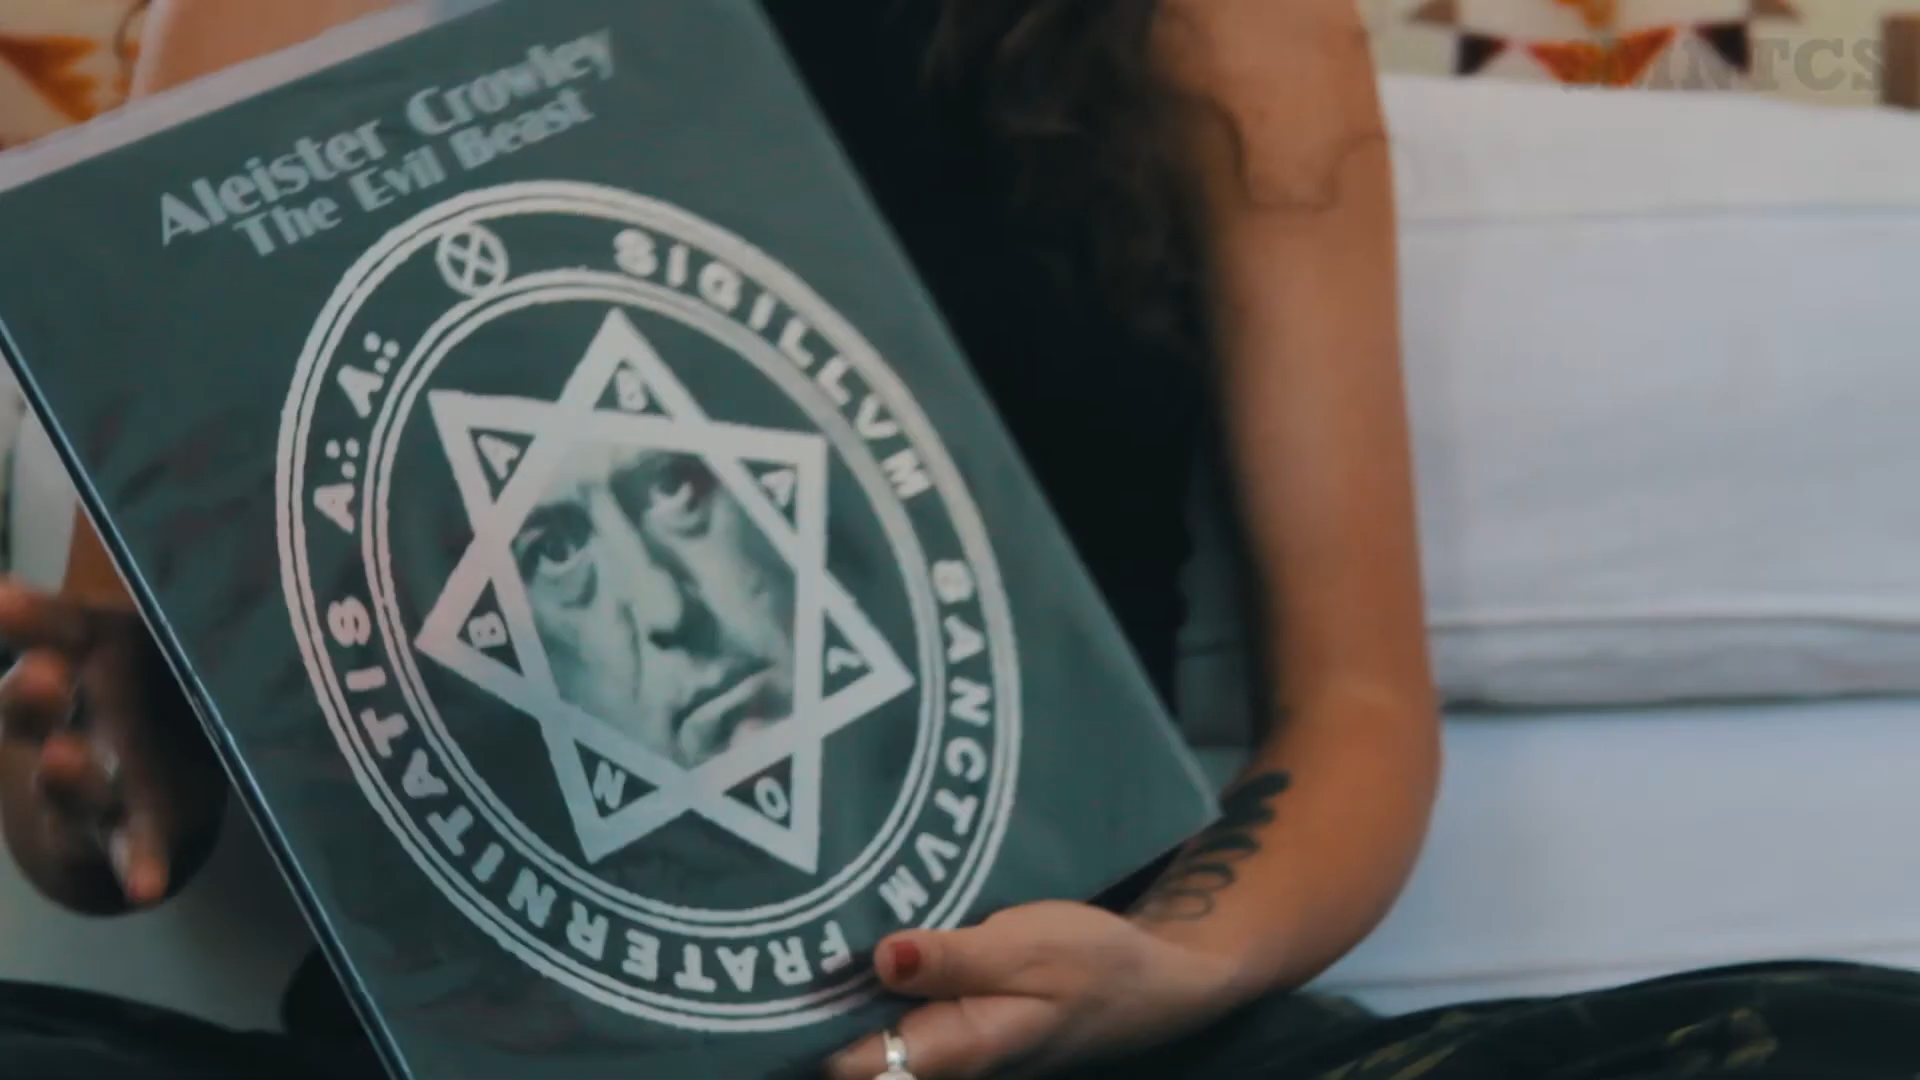 Aleister Crowley
The Evil Beast
SIGILLVM SANCTVM FRATERNITATIS A∴ A∴
B
A
A
B
A
N
O